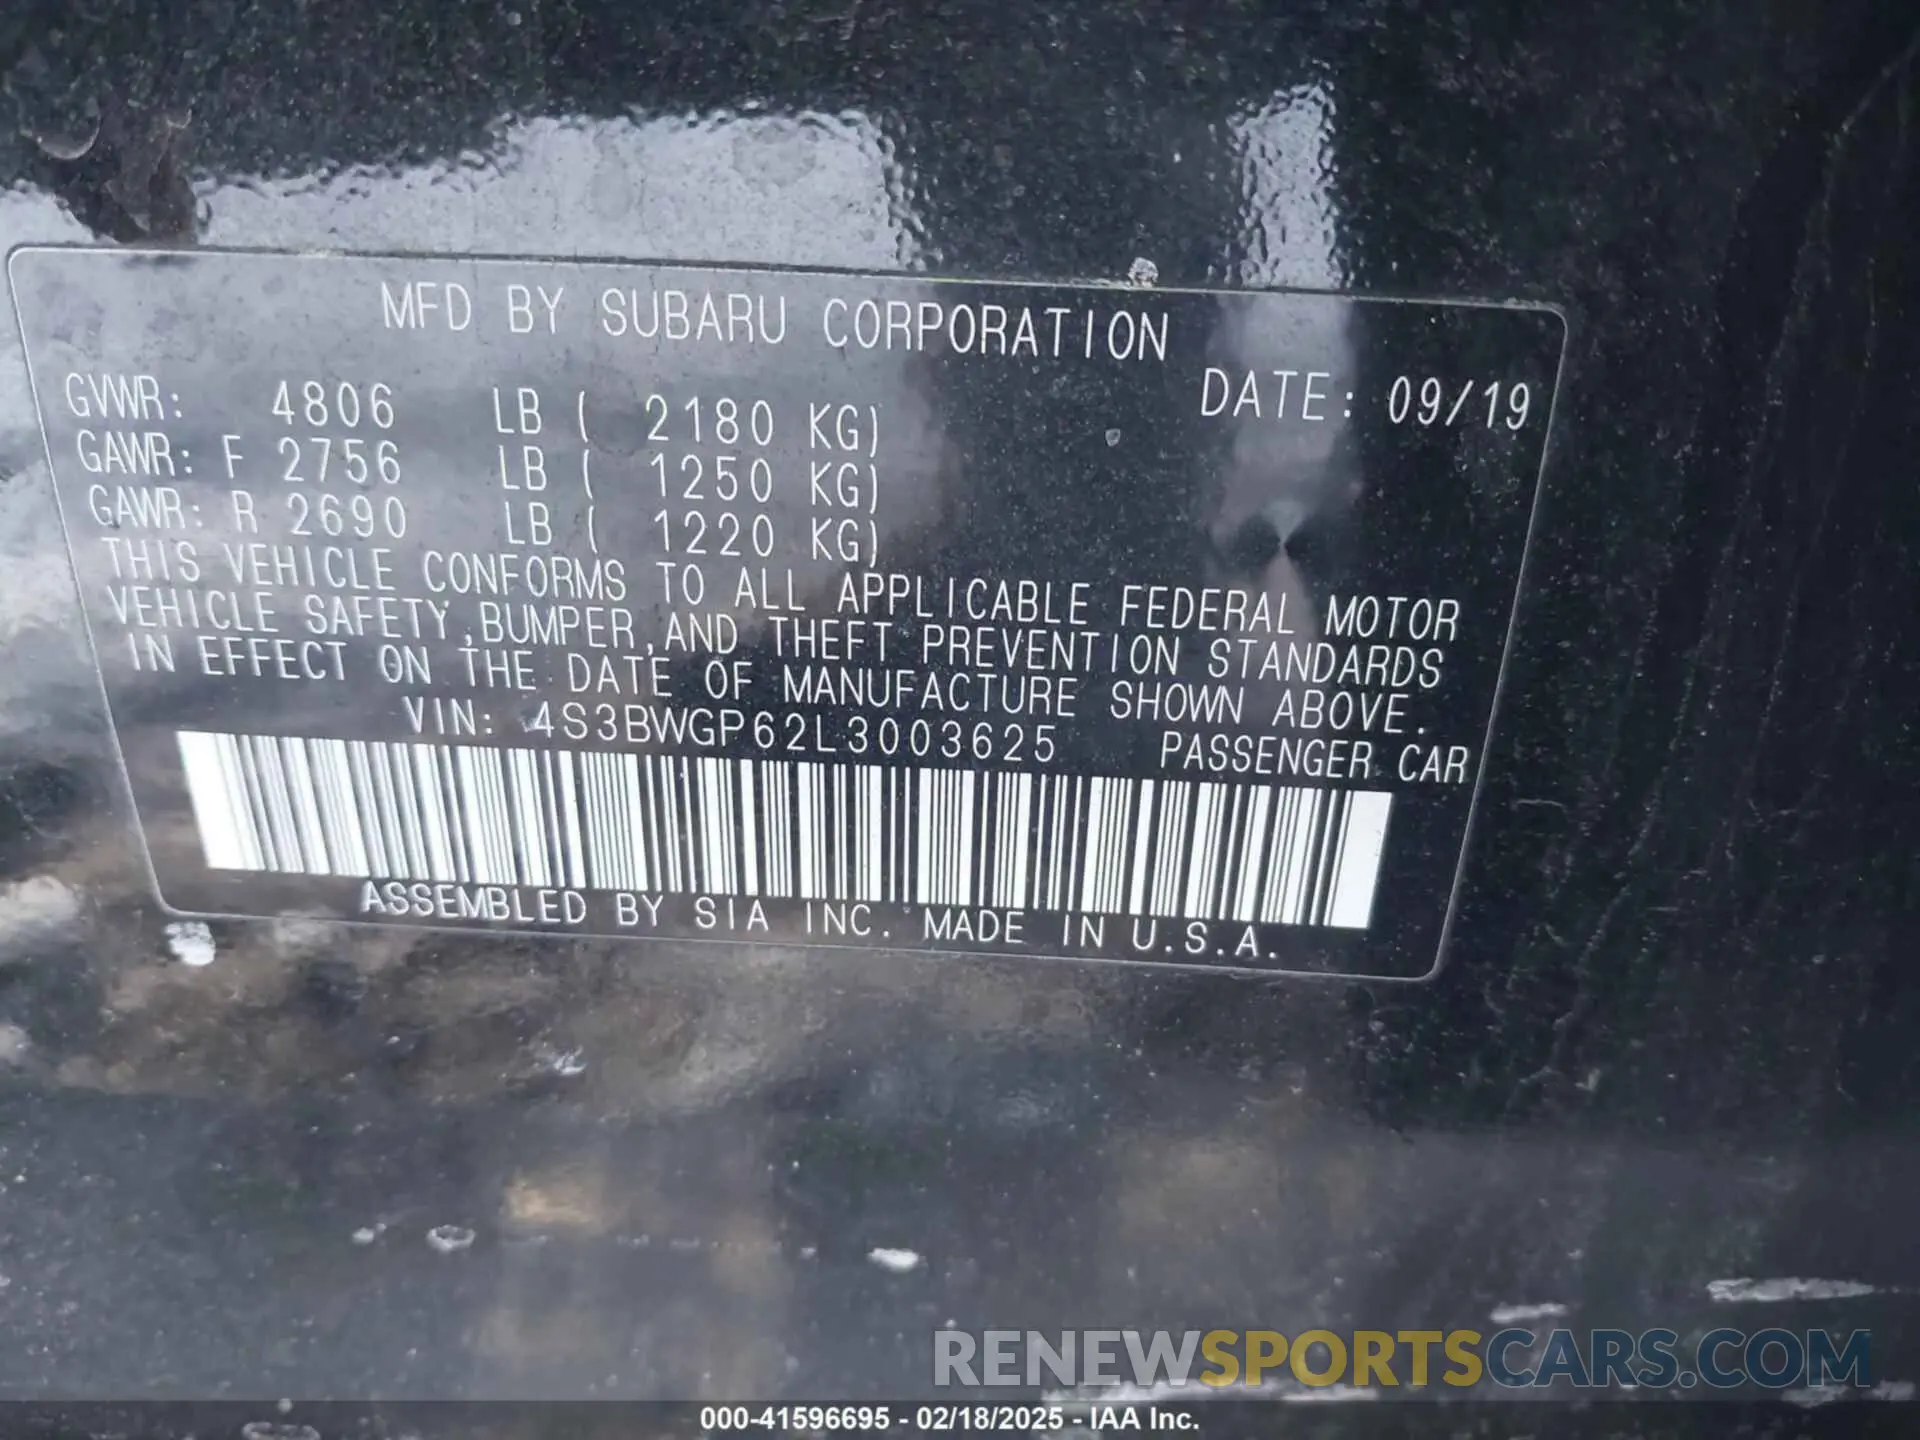 MFD BY SUBARU CORPORATION
GVWR: 4806 LB ( 2180 KG) DATE: 09/19
GAWR: F 2756 LB ( 1250 KG)
GAWR: R 2690 LB ( 1220 KG)
THIS VEHICLE CONFORMS TO ALL APPLICABLE FEDERAL MOTOR
VEHICLE SAFETY,BUMPER,AND THEFT PREVENTION STANDARDS
IN EFFECT ON THE DATE OF MANUFACTURE SHOWN ABOVE.
VIN: 4S3BWGP62L3003625 PASSENGER CAR
ASSEMBLED BY SIA INC. MADE IN U.S.A.
RENEWSPORTSCARS.COM
000-41596695 - 02/18/2025 - IAA Inc.